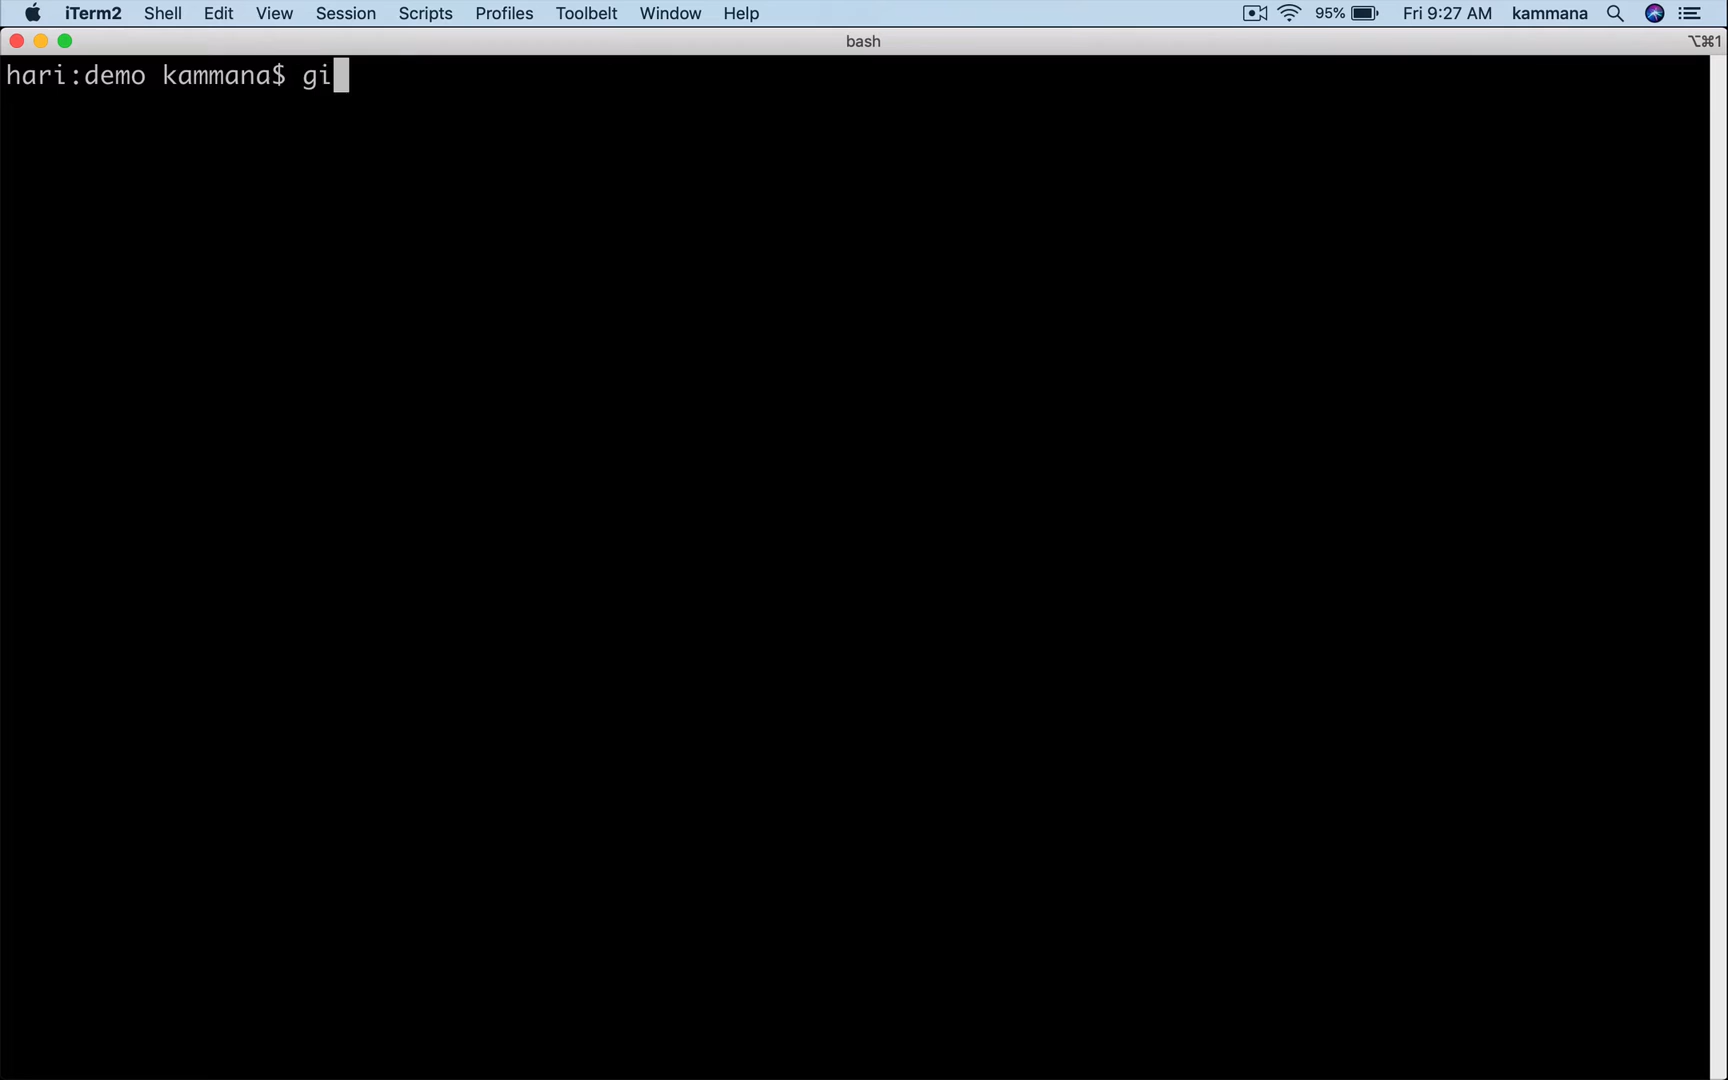 iTerm2 Shell Edit View Session Scripts Profiles Toolbelt Window Help 95% Fri 9:27 AM kammana
bash ⌥⌘1
hari:demo kammana$ gi